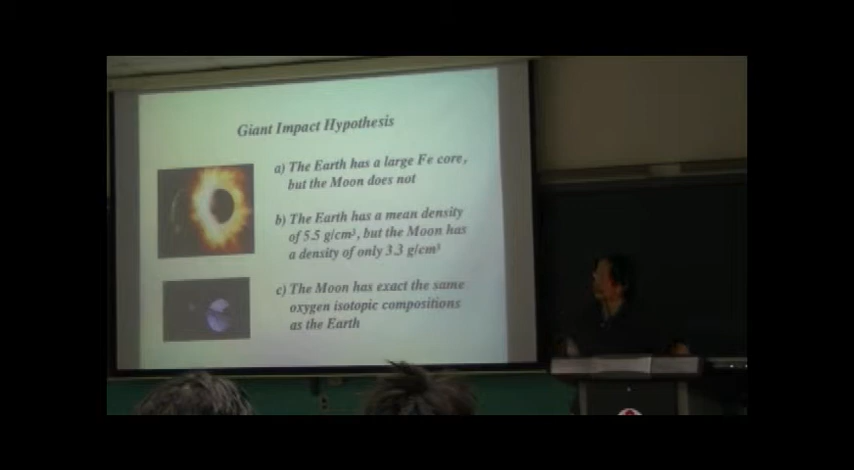 Giant Impact Hypothesis
a) The Earth has a large Fe core,
but the Moon does not
b) The Earth has a mean density
of 5.5 g/cm³, but the Moon has
a density of only 3.3 g/cm³
c) The Moon has exact the same
oxygen isotopic compositions
as the Earth